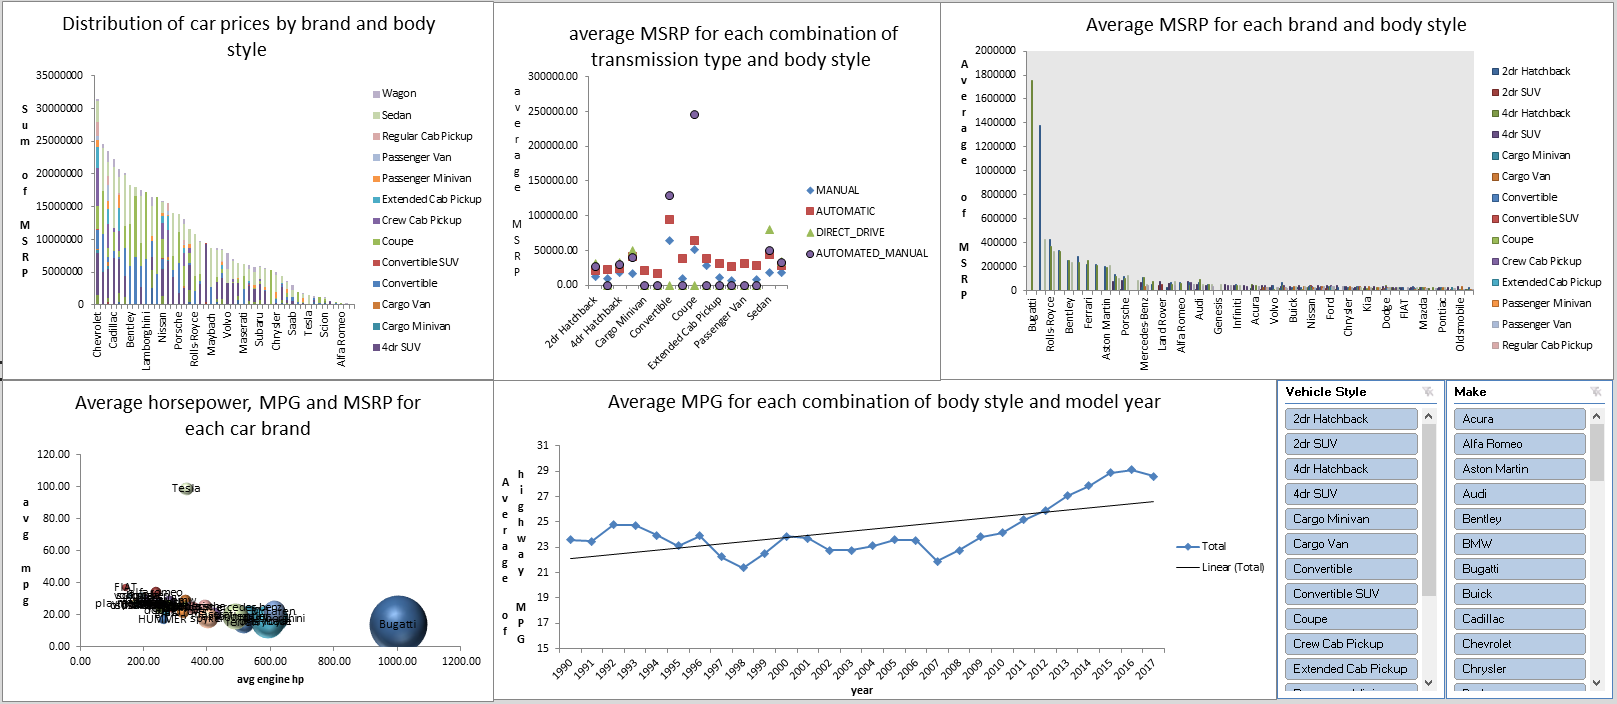 Distribution of car prices by brand and body
style
35000000
30000000
25000000
20000000
15000000
10000000
5000000
0
Sum of MSRP
Chevrolet
Cadillac
Bentley
Lamborghini
Nissan
Porsche
Rolls-Royce
Maybach
Volvo
Maserati
Subaru
Chrysler
Saab
Tesla
Scion
Alfa Romeo
Wagon
Sedan
Regular Cab Pickup
Passenger Van
Passenger Minivan
Extended Cab Pickup
Crew Cab Pickup
Coupe
Convertible SUV
Convertible
Cargo Van
Cargo Minivan
4dr SUV
average MSRP for each combination of
transmission type and body style
300000.00
250000.00
200000.00
150000.00
100000.00
50000.00
0.00
average MSRP
2dr Hatchback
4dr Hatchback
Cargo Minivan
Convertible
Coupe
Extended Cab Pickup
Passenger Van
Sedan
MANUAL
AUTOMATIC
DIRECT_DRIVE
AUTOMATED_MANUAL
Average MSRP for each brand and body style
2000000
1800000
1600000
1400000
1200000
1000000
800000
600000
400000
200000
0
Average of MSRP
Bugatti
Rolls-Royce
Bentley
Ferrari
Aston Martin
Porsche
Mercedes-Benz
Land Rover
Alfa Romeo
Audi
Genesis
Infiniti
Acura
Volvo
Buick
Nissan
Ford
Chrysler
Kia
Dodge
FIAT
Mazda
Pontiac
Oldsmobile
2dr Hatchback
2dr SUV
4dr Hatchback
4dr SUV
Cargo Minivan
Cargo Van
Convertible
Convertible SUV
Coupe
Crew Cab Pickup
Extended Cab Pickup
Passenger Minivan
Passenger Van
Regular Cab Pickup
Average horsepower, MPG and MSRP for
each car brand
120.00
100.00
80.00
60.00
40.00
20.00
0.00
avg mpg
Tesla
FIAT
HUMMER
Bugatti
0.00 200.00 400.00 600.00 800.00 1000.00 1200.00
avg engine hp
Average MPG for each combination of body style and model year
31
29
27
25
23
21
19
17
15
Average of highway MPG
1990 1991 1992 1993 1994 1995 1996 1997 1998 1999 2000 2001 2002 2003 2004 2005 2006 2007 2008 2009 2010 2011 2012 2013 2014 2015 2016 2017
year
Total
Linear (Total)
Vehicle Style
2dr Hatchback
2dr SUV
4dr Hatchback
4dr SUV
Cargo Minivan
Cargo Van
Convertible
Convertible SUV
Coupe
Crew Cab Pickup
Extended Cab Pickup
Make
Acura
Alfa Romeo
Aston Martin
Audi
Bentley
BMW
Bugatti
Buick
Cadillac
Chevrolet
Chrysler